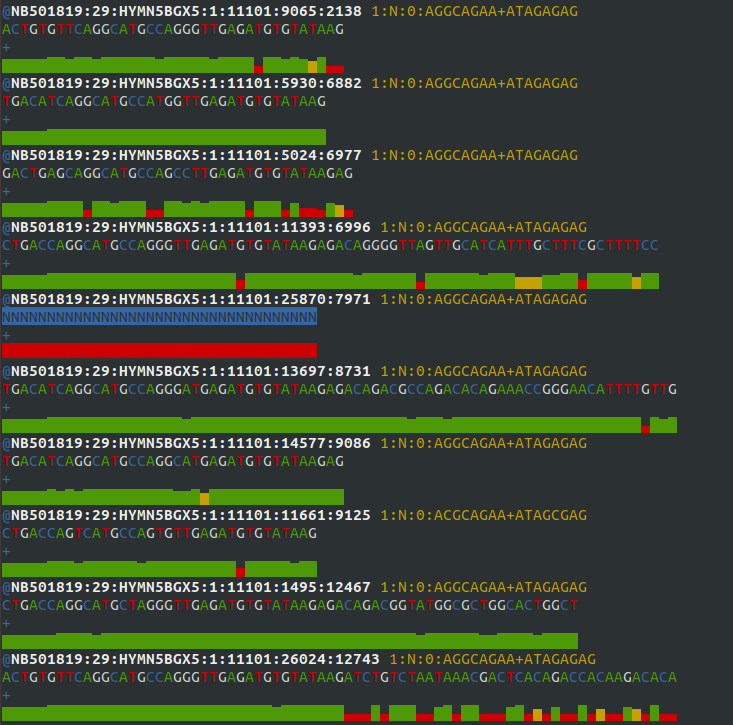 @NB501819:29:HYMN5BGX5:1:11101:9065:2138 1:N:0:AGGCAGAA+ATAGAGAG
ACTGTGTTCAGGCATGCCAGGGTTGAGATGTGTATAAG
+
@NB501819:29:HYMN5BGX5:1:11101:5930:6882 1:N:0:AGGCAGAA+ATAGAGAG
TGACATCAGGCATGCCATGGTTGAGATGTGTATAAG
+
@NB501819:29:HYMN5BGX5:1:11101:5024:6977 1:N:0:AGGCAGAA+ATAGAGAG
GACTGAGCAGGCATGCCAGCCTTGAGATGTGTATAAGAG
+
@NB501819:29:HYMN5BGX5:1:11101:11393:6996 1:N:0:AGGCAGAA+ATAGAGAG
CTGACCAGGCATGCCAGGGTTGAGATGTGTATAAGAGACAGGGGTTAGTTGCATCATTTGCTTTCGCTTTTCC
+
@NB501819:29:HYMN5BGX5:1:11101:25870:7971 1:N:0:AGGCAGAA+ATAGAGAG
NNNNNNNNNNNNNNNNNNNNNNNNNNNNNNNNNNN
+
@NB501819:29:HYMN5BGX5:1:11101:13697:8731 1:N:0:AGGCAGAA+ATAGAGAG
TGACATCAGGCATGCCAGGGATGAGATGTGTATAAGAGACAGACGCCAGACACAGAAACCGGGAACATTTTGTTG
+
@NB501819:29:HYMN5BGX5:1:11101:14577:9086 1:N:0:AGGCAGAA+ATAGAGAG
TGACATCAGGCATGCCAGGCATGAGATGTGTATAAGAG
+
@NB501819:29:HYMN5BGX5:1:11101:11661:9125 1:N:0:ACGCAGAA+ATAGCGAG
CTGACCAGTCATGCCAGTGTTGAGATGTGTATAAG
+
@NB501819:29:HYMN5BGX5:1:11101:1495:12467 1:N:0:AGGCAGAA+ATAGAGAG
CTGACCAGGCATGCTAGGGTTGAGATGTGTATAAGAGACAGACGGTATGGCGCTGGCACTGGCT
+
@NB501819:29:HYMN5BGX5:1:11101:26024:12743 1:N:0:AGGCAGAA+ATAGAGAG
ACTGTGTTCAGGCATGCCAGGGTTGAGATGTGTATAAGATCTGTCTAATAAACGACTCACAGACCACAAGACACA
+